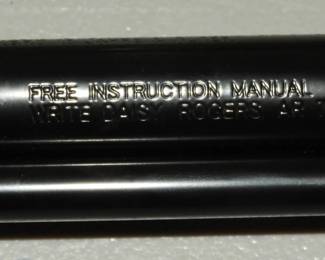 FREE INSTRUCTION MANUAL
WRITE DAISY ROGERS AR